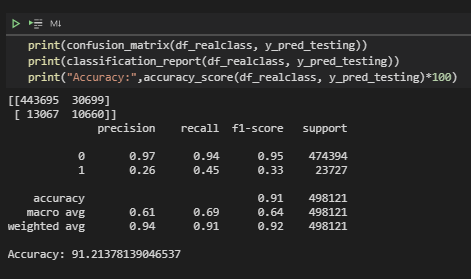 M↓
print(confusion_matrix(df_realclass, y_pred_testing))
print(classification_report(df_realclass, y_pred_testing))
print("Accuracy:",accuracy_score(df_realclass, y_pred_testing)*100)
[[443695  30699]
 [ 13067  10660]]
              precision    recall  f1-score   support

           0       0.97      0.94      0.95    474394
           1       0.26      0.45      0.33     23727

    accuracy                           0.91    498121
   macro avg       0.61      0.69      0.64    498121
weighted avg       0.94      0.91      0.92    498121

Accuracy: 91.21378139046537